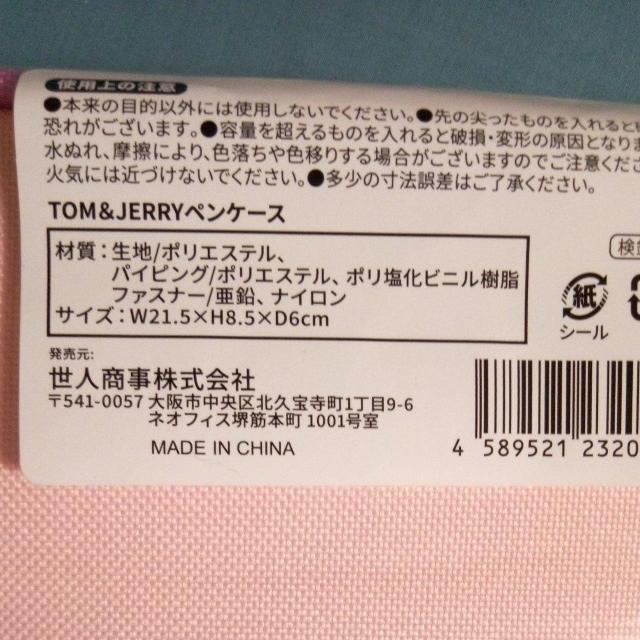 使用上の注意
●本来の目的以外には使用しないでください。●先の尖ったものを入れると
恐れがございます。●容量を超えるものを入れると破損・変形の原因となりま
水ぬれ、摩擦により、色落ちや色移りする場合がございますのでご注意くださ
火気には近づけないでください。●多少の寸法誤差はご了承ください。
TOM&JERRYペンケース
材質：生地/ポリエステル、
パイピング/ポリエステル、ポリ塩化ビニル樹脂
ファスナー/亜鉛、ナイロン
サイズ：W21.5×H8.5×D6cm
検針
紙
シール
発売元:
世人商事株式会社
〒541-0057 大阪市中央区北久宝寺町1丁目9-6
ネオフィス堺筋本町 1001号室
MADE IN CHINA
4 589521 2320